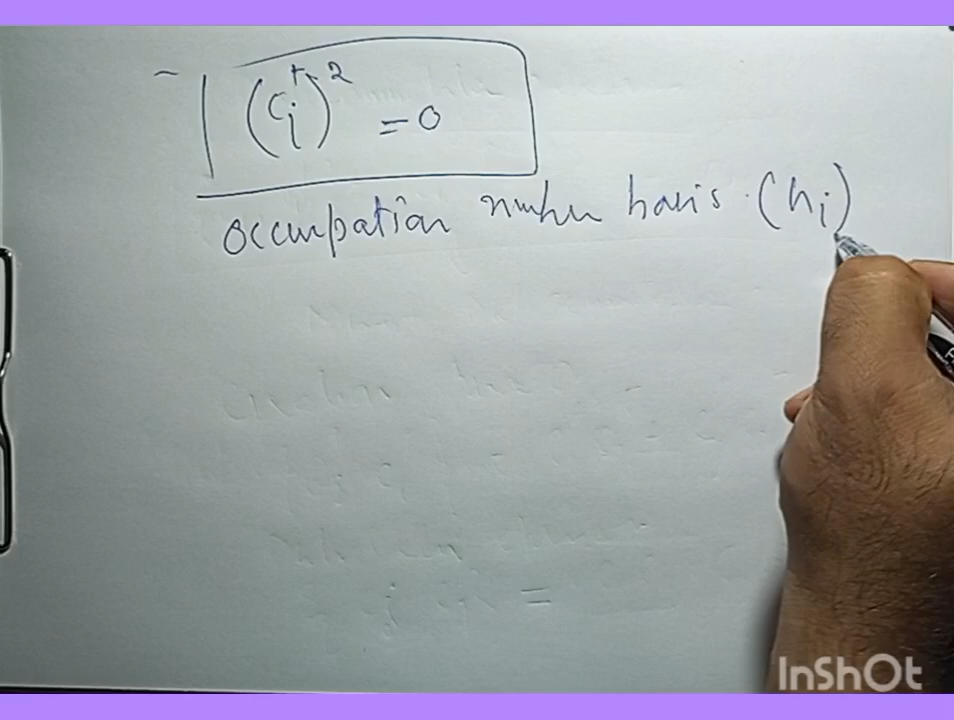 (c_i^†)^2 = 0
occupation number basis (n_i)
InShOt